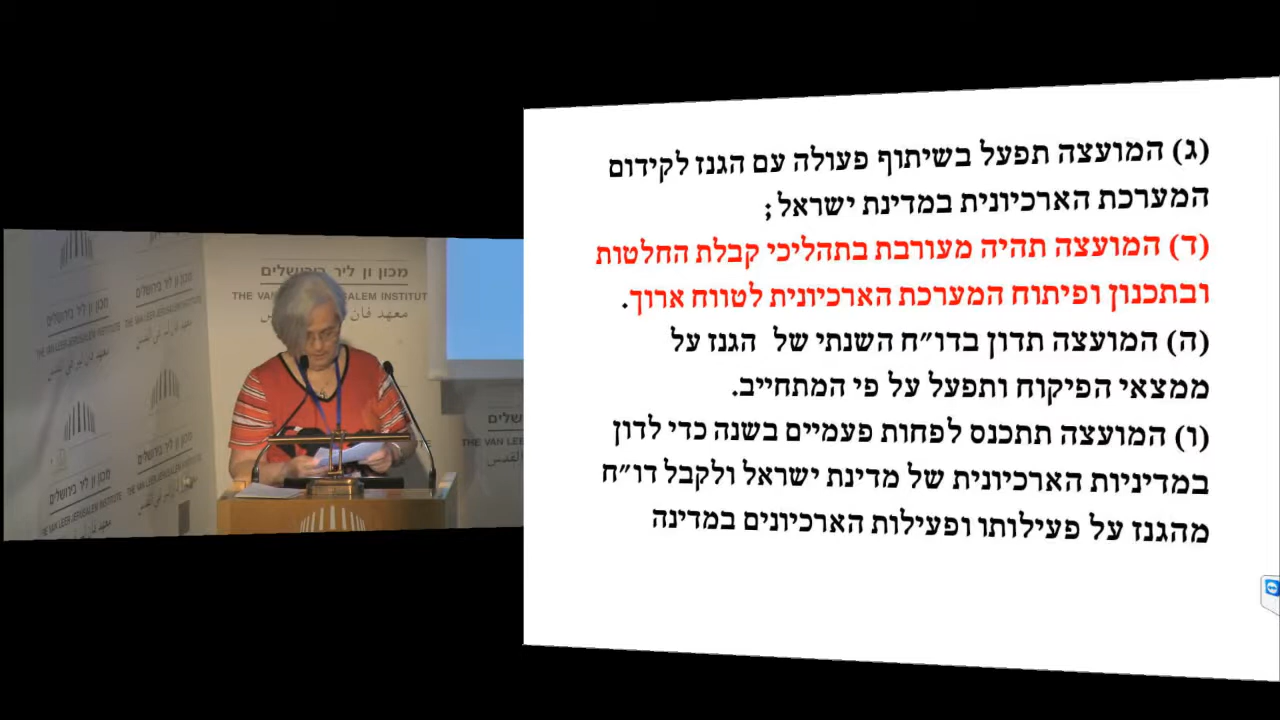 (ג) המועצה תפעל בשיתוף פעולה עם הגנז לקידום
המערכת הארכיונית במדינת ישראל;
(ד) המועצה תהיה מעורבת בתהליכי קבלת החלטות
ובתכנון ופיתוח המערכת הארכיונית לטווח ארוך.
(ה) המועצה תדון בדו״ח השנתי של הגנז על
ממצאי הפיקוח ותפעל על פי המתחייב.
(ו) המועצה תתכנס לפחות פעמיים בשנה כדי לדון
במדיניות הארכיונית של מדינת ישראל ולקבל דו״ח
מהגנז על פעילותו ופעילות הארכיונים במדינה
מכון ון ליר בירושלים
THE VAN LEER JERUSALEM INSTITUTE
معهد فان
القدس